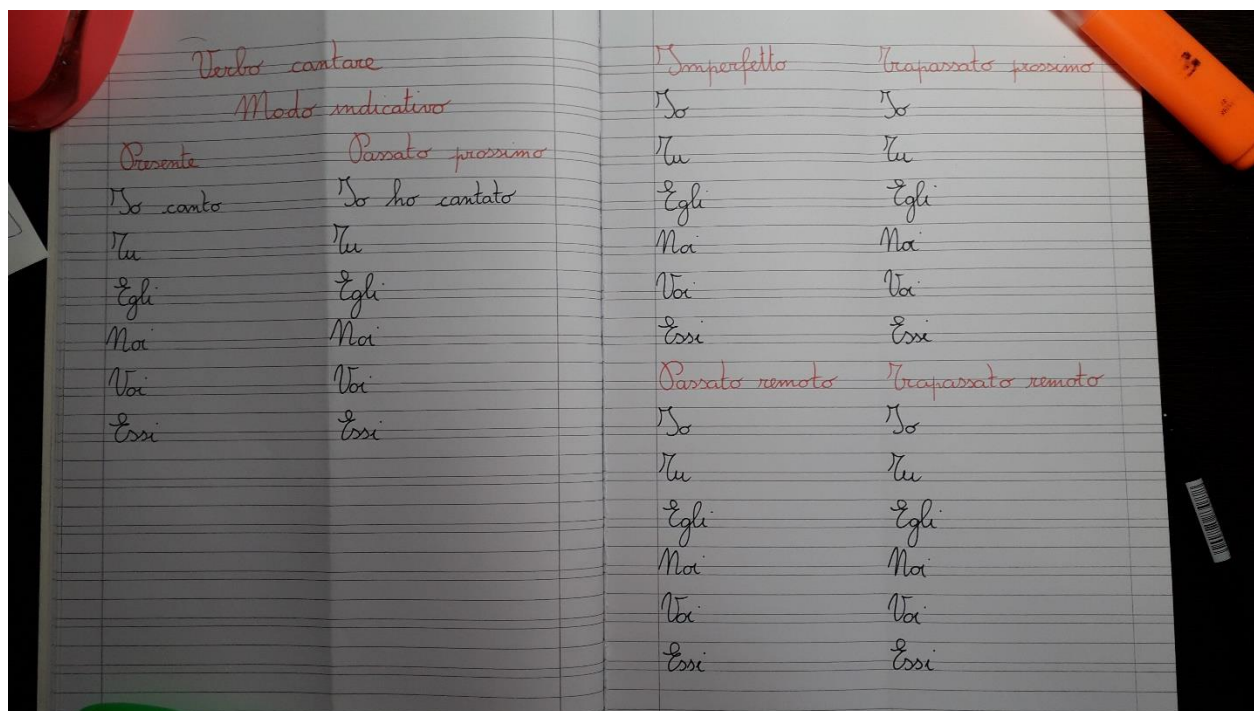 Verbo cantare
Modo indicativo
Presente Passato prossimo
Io canto Io ho cantato
Tu Tu
Egli Egli
Noi Noi
Voi Voi
Essi Essi
Imperfetto Trapassato prossimo
Io Io
Tu Tu
Egli Egli
Noi Noi
Voi Voi
Essi Essi
Passato remoto Trapassato remoto
Io Io
Tu Tu
Egli Egli
Noi Noi
Voi Voi
Essi Essi